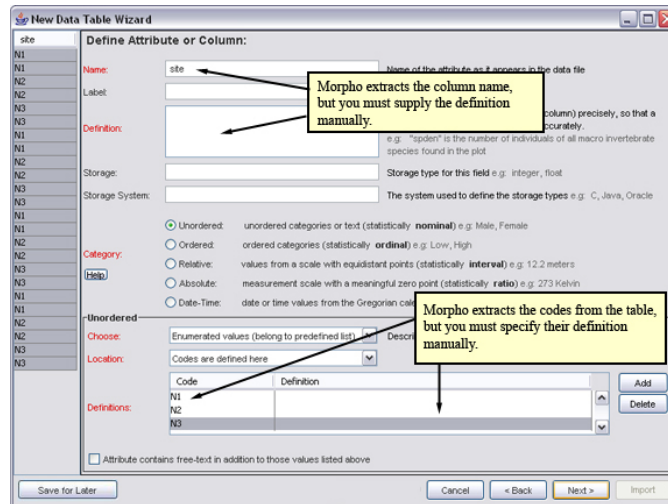 New Data Table Wizard
site
N1
N1
N2
N2
N3
N3
N1
N1
N2
N2
N3
N3
N1
N1
N2
N2
N3
N3
N1
N1
N2
N2
N3
N3
Define Attribute or Column:
Name:
site
Name of the attribute as it appears in the data file
Morpho extracts the column name,
but you must supply the definition
manually.
Label:
Definition:
column) precisely, so that a
ccurately.
e.g: "spden" is the number of individuals of all macro invertebrate
species found in the plot
Storage:
Storage type for this field e.g: integer, float
Storage System:
The system used to define the storage types e.g: C, Java, Oracle
Category:
Help
Unordered: unordered categories or text (statistically nominal) e.g: Male, Female
Ordered: ordered categories (statistically ordinal) e.g: Low, High
Relative: values from a scale with equidistant points (statistically interval) e.g: 12.2 meters
Absolute: measurement scale with a meaningful zero point (statistically ratio) e.g: 273 Kelvin
Date-Time: date or time values from the Gregorian cale
Morpho extracts the codes from the table,
but you must specify their definition
manually.
Unordered
Choose:
Enumerated values (belong to predefined list)
Descri
Location:
Codes are defined here
Definitions:
Code Definition
N1
N2
N3
Add
Delete
Attribute contains free-text in addition to those values listed above
Save for Later
Cancel
< Back
Next >
Import